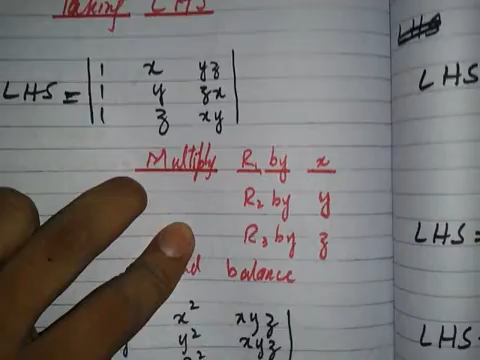 Taking LHS
LHS = | 1 x yz |
| 1 y zx |
| 1 z xy |
Multiply R₁ by x
R₂ by y
R₃ by z
balance
x² xyz |
y² xyz |
z²
LHS
LHS =
LHS